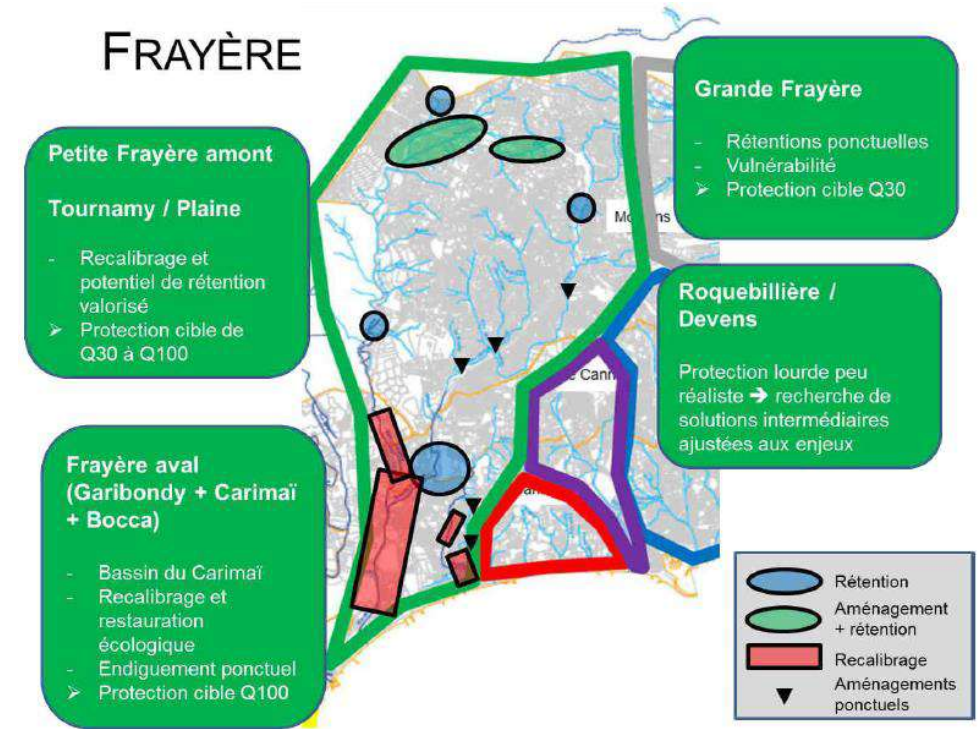 FRAYÈRE
Petite Frayère amont
Tournamy / Plaine
- Recalibrage et
potentiel de rétention
valorisé
➢ Protection cible de
Q30 à Q100
Frayère aval
(Garibondy + Carimaï
+ Bocca)
- Bassin du Carimaï
- Recalibrage et
restauration
écologique
- Endiguement ponctuel
➢ Protection cible Q100
Grande Frayère
- Rétentions ponctuelles
- Vulnérabilité
➢ Protection cible Q30
Roquebillière /
Devens
Protection lourde peu
réaliste ➔ recherche de
solutions intermédiaires
ajustées aux enjeux
Rétention
Aménagement
+ rétention
Recalibrage
Aménagements
ponctuels